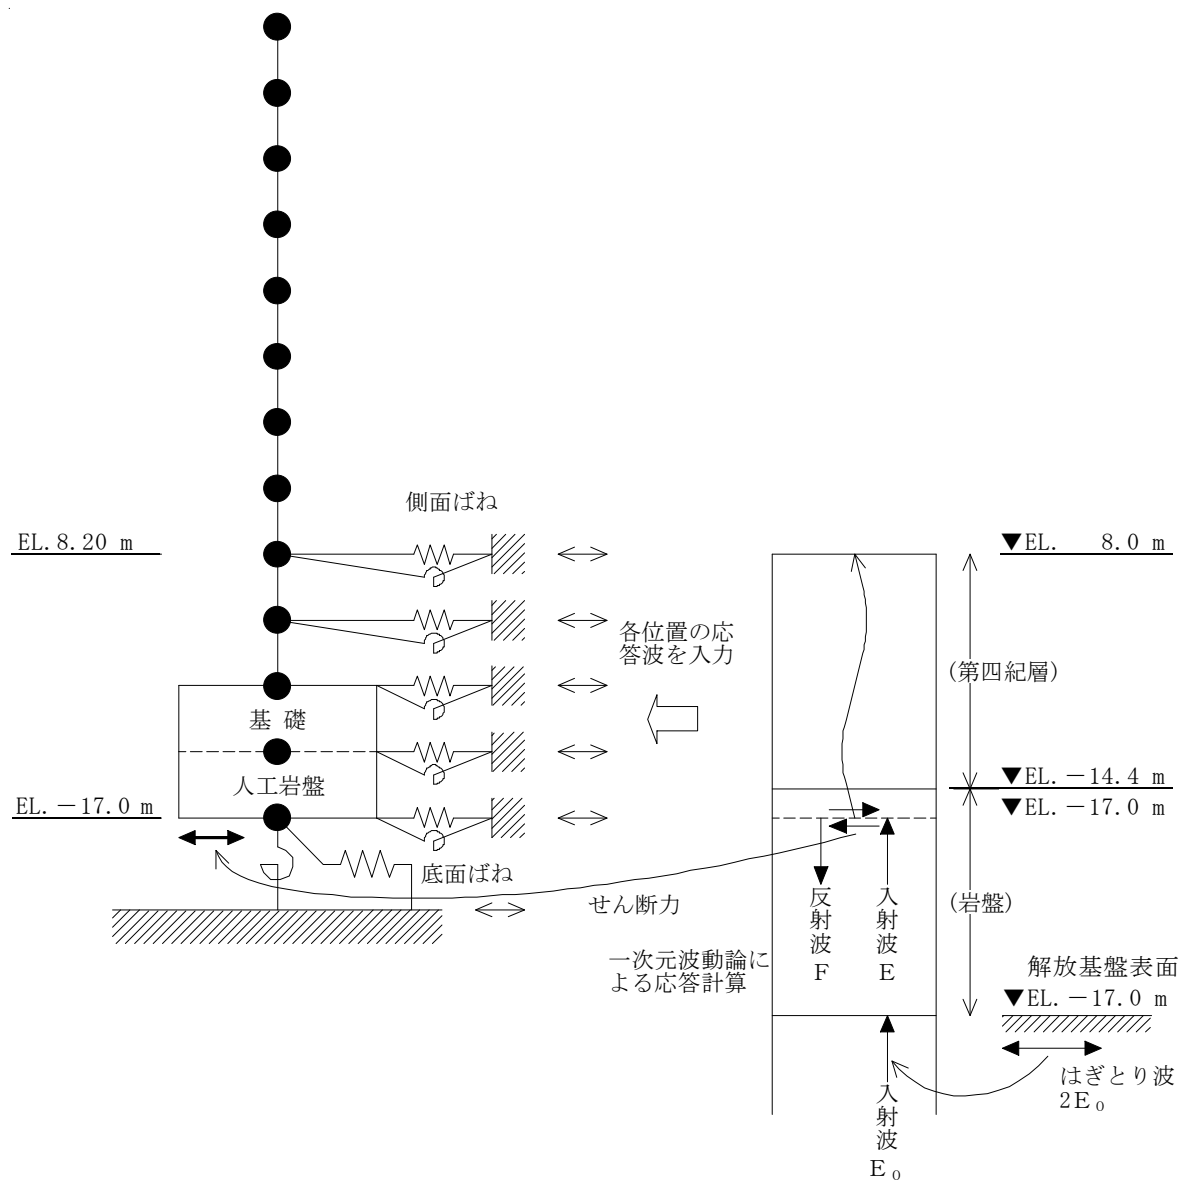 側面ばね
EL.8.20 m
▼EL. 8.0 m
各位置の応
答波を入力
(第四紀層)
基 礎
人工岩盤
EL.－17.0 m
▼EL.－14.4 m
▼EL.－17.0 m
底面ばね
せん断力
反射波F
入射波E
(岩盤)
一次元波動論に
よる応答計算
解放基盤表面
▼EL.－17.0 m
はぎとり波
2E₀
入射波E₀